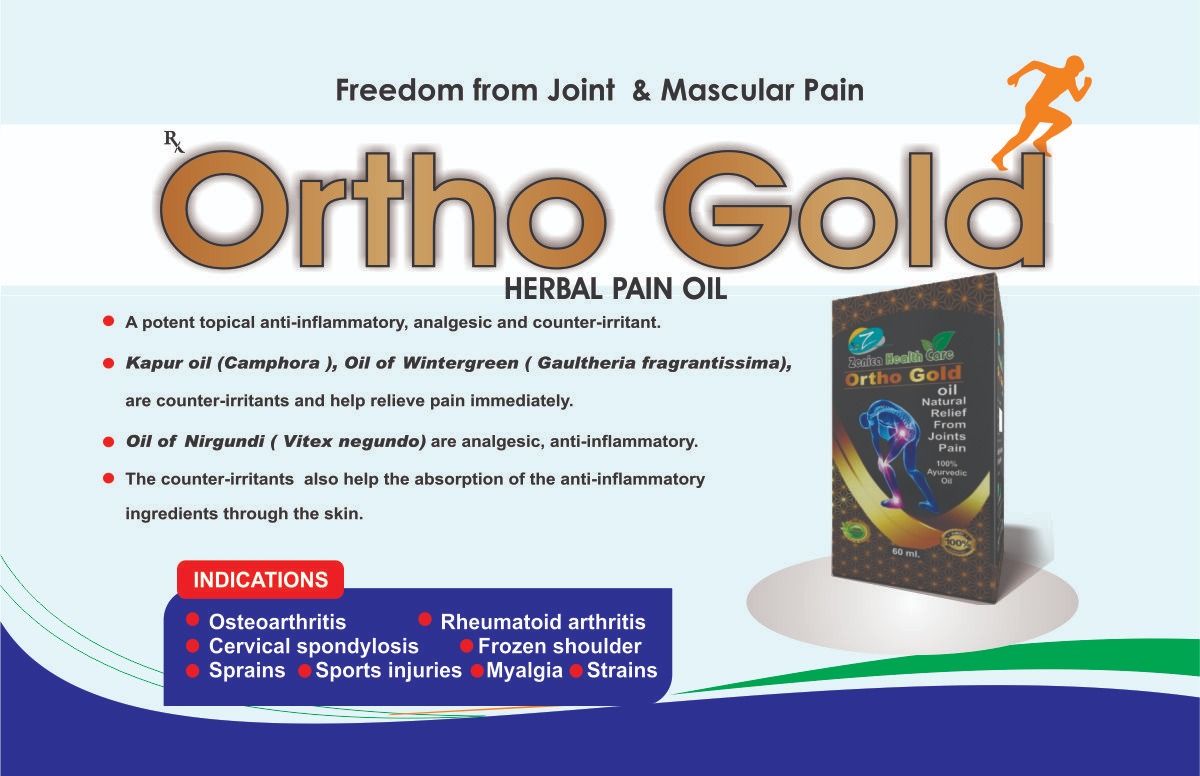 Freedom from Joint & Mascular Pain
Rx
Ortho Gold
HERBAL PAIN OIL
A potent topical anti-inflammatory, analgesic and counter-irritant.
Kapur oil (Camphora ), Oil of Wintergreen ( Gaultheria fragrantissima),
are counter-irritants and help relieve pain immediately.
Oil of Nirgundi ( Vitex negundo) are analgesic, anti-inflammatory.
The counter-irritants also help the absorption of the anti-inflammatory
ingredients through the skin.
Z
Zenica Health Care
Ortho Gold
oil
Natural
Relief
From
Joints
Pain
100%
Ayurvedic
Oil
100%
60 ml.
INDICATIONS
Osteoarthritis Rheumatoid arthritis
Cervical spondylosis Frozen shoulder
Sprains Sports injuries Myalgia Strains